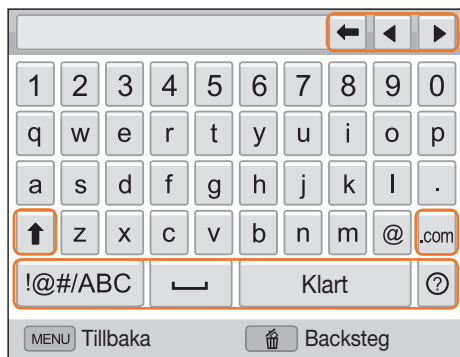 1 2 3 4 5 6 7 8 9 0
q w e r t y u i o p
a s d f g h j k l .
z x c v b n m @ .com
!@#/ABC Klart ?
MENU Tillbaka Backsteg